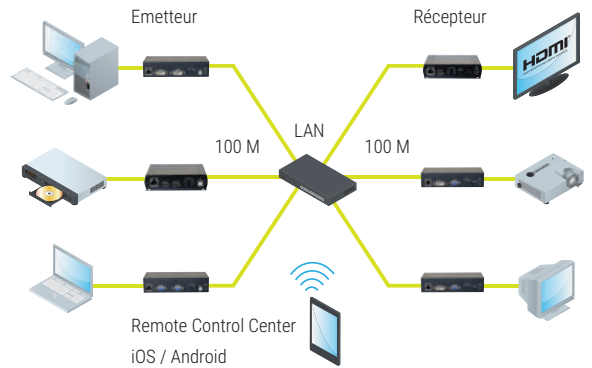 Emetteur
Récepteur
HDMI
LAN
100 M
100 M
Remote Control Center
iOS / Android